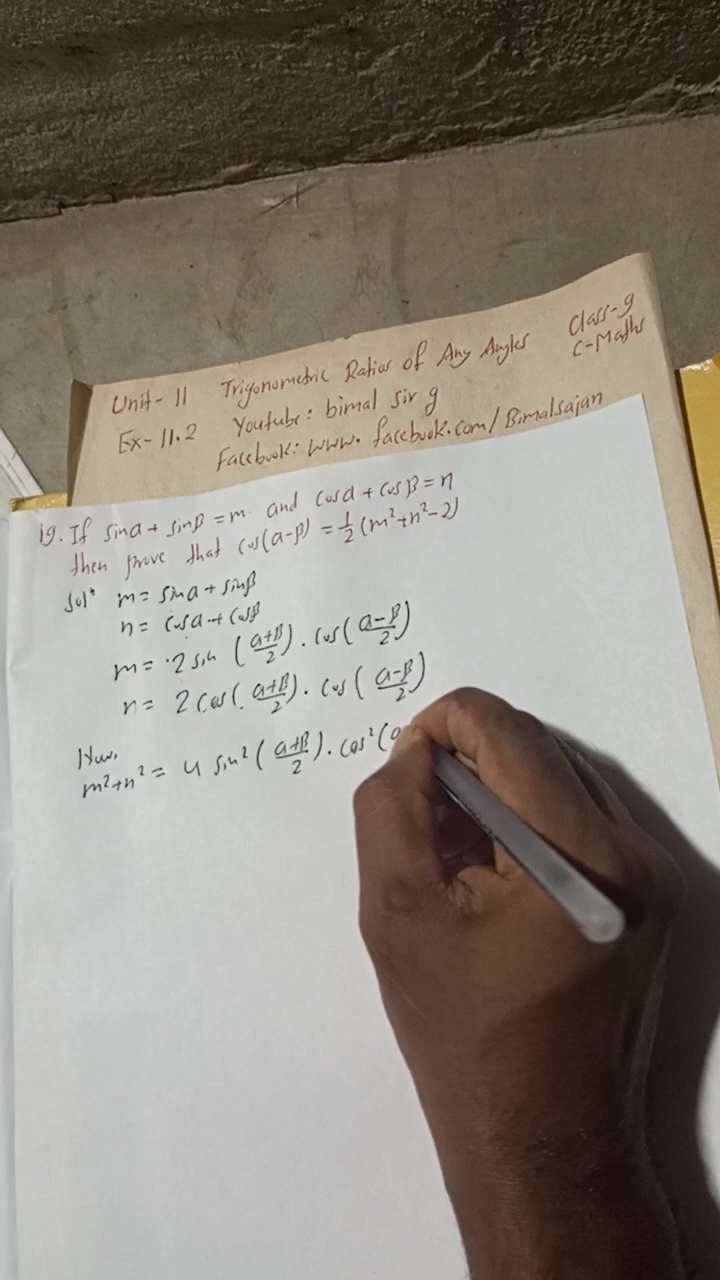 Unit-11 Trigonometric Ratios of Any Angles Class-9
Ex-11.2 Youtube: bimal sir g C-Maths
Facebook: www.facebook.com/Bimalsajan
19. If sinα + sinβ = m and cosα + cosβ = n
then prove that cos(α-β) = 1/2 (m²+n²-2)
Solⁿ m = sinα + sinβ
n = cosα + cosβ
m = 2 sin (α+β/2) . cos (α-β/2)
n = 2 cos (α+β/2) . cos (α-β/2)
Now,
m²+n² = 4 sin² (α+β/2) . cos² (α